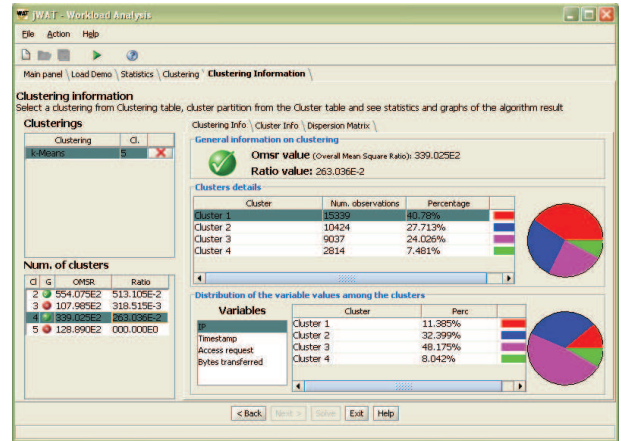 jWAT - Workload Analysis
File Action Help
Main panel Load Demo Statistics Clustering Clustering Information
Clustering information
Select a clustering from Clustering table, cluster partition from the Cluster table and see statistics and graphs of the algorithm result
Clusterings
Clustering Cl.
k-Means 5
Num. of clusters
Cl G OMSR Ratio
2 554.075E2 513.105E-2
3 107.985E2 318.515E-3
4 339.025E2 263.036E-2
5 128.890E2 000.000E0
Clustering Info Cluster Info Dispersion Matrix
General information on clustering
Omsr value (Overall Mean Square Ratio): 339.025E2
Ratio value: 263.036E-2
Clusters details
Cluster Num. observations Percentage
Cluster 1 15339 40.78%
Cluster 2 10424 27.713%
Cluster 3 9037 24.026%
Cluster 4 2814 7.481%
Distribution of the variable values among the clusters
Variables
IP
Timestamp
Access request
Bytes transferred
Cluster Perc
Cluster 1 11.385%
Cluster 2 32.399%
Cluster 3 48.175%
Cluster 4 8.042%
< Back Next > Solve Exit Help